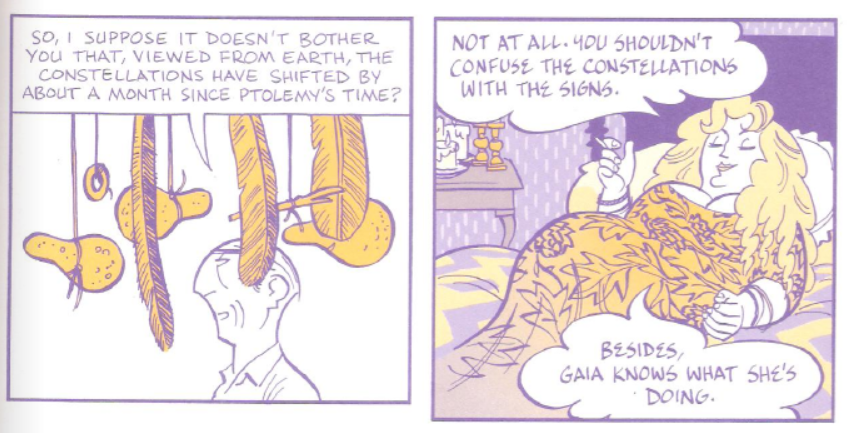 SO, I SUPPOSE IT DOESN'T BOTHER
YOU THAT, VIEWED FROM EARTH, THE
CONSTELLATIONS HAVE SHIFTED BY
ABOUT A MONTH SINCE PTOLEMY'S TIME?
NOT AT ALL. YOU SHOULDN'T
CONFUSE THE CONSTELLATIONS
WITH THE SIGNS.
BESIDES,
GAIA KNOWS WHAT SHE'S
DOING.